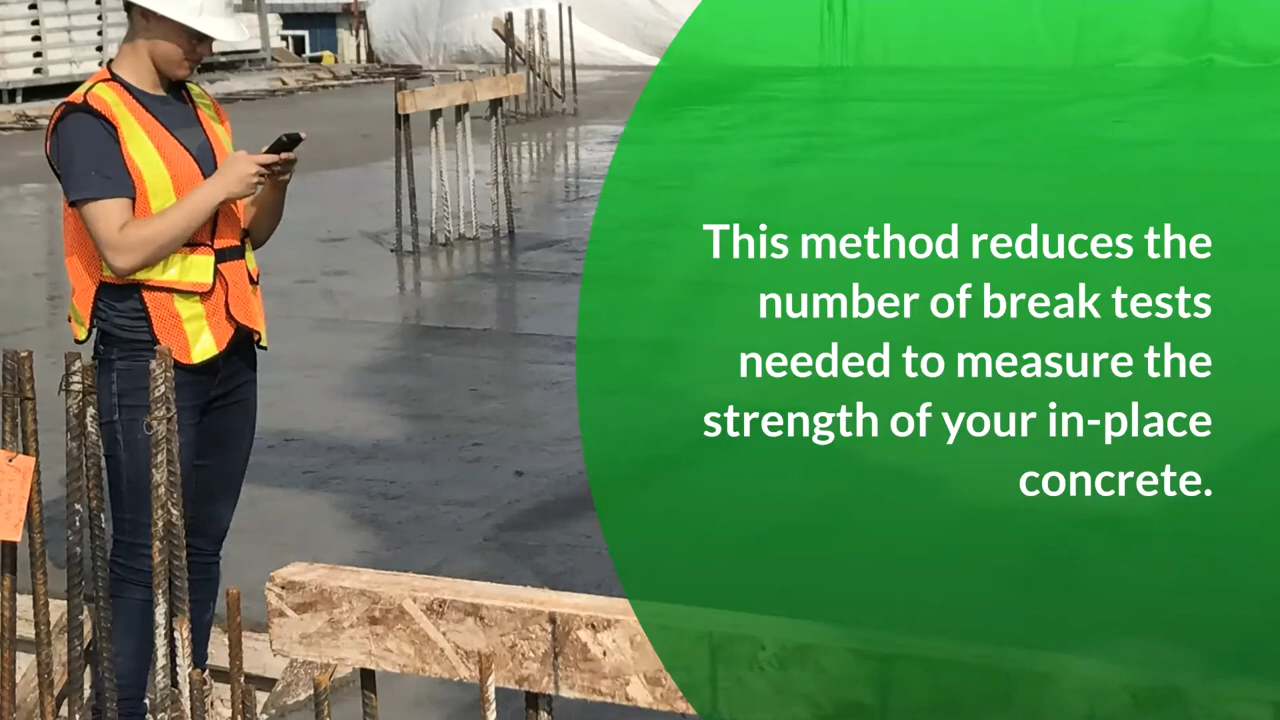 This method reduces the
number of break tests
needed to measure the
strength of your in-place
concrete.